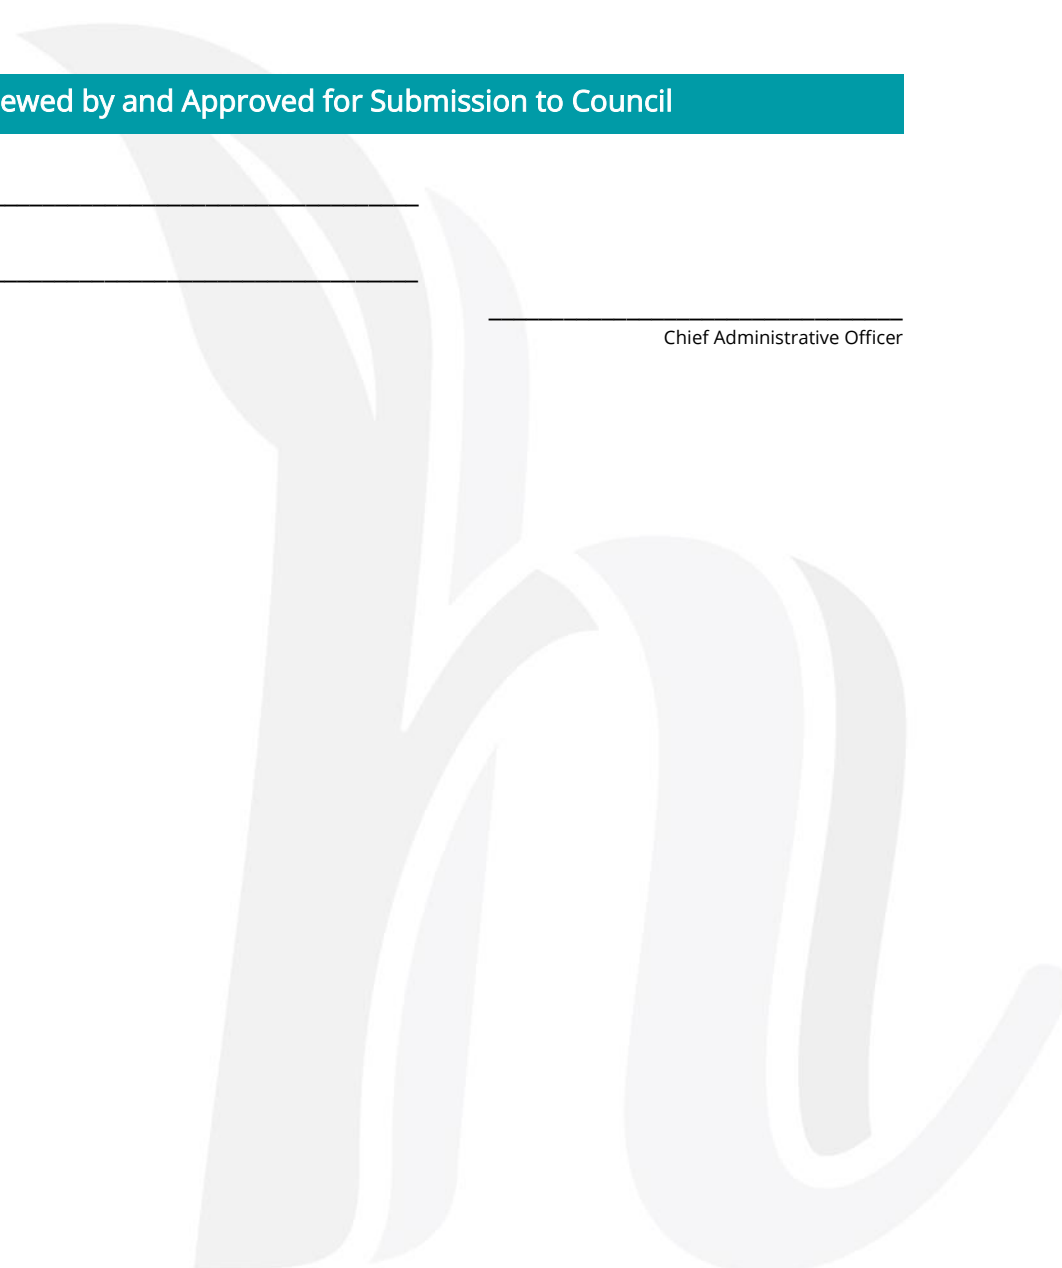 ewed by and Approved for Submission to Council
Chief Administrative Officer